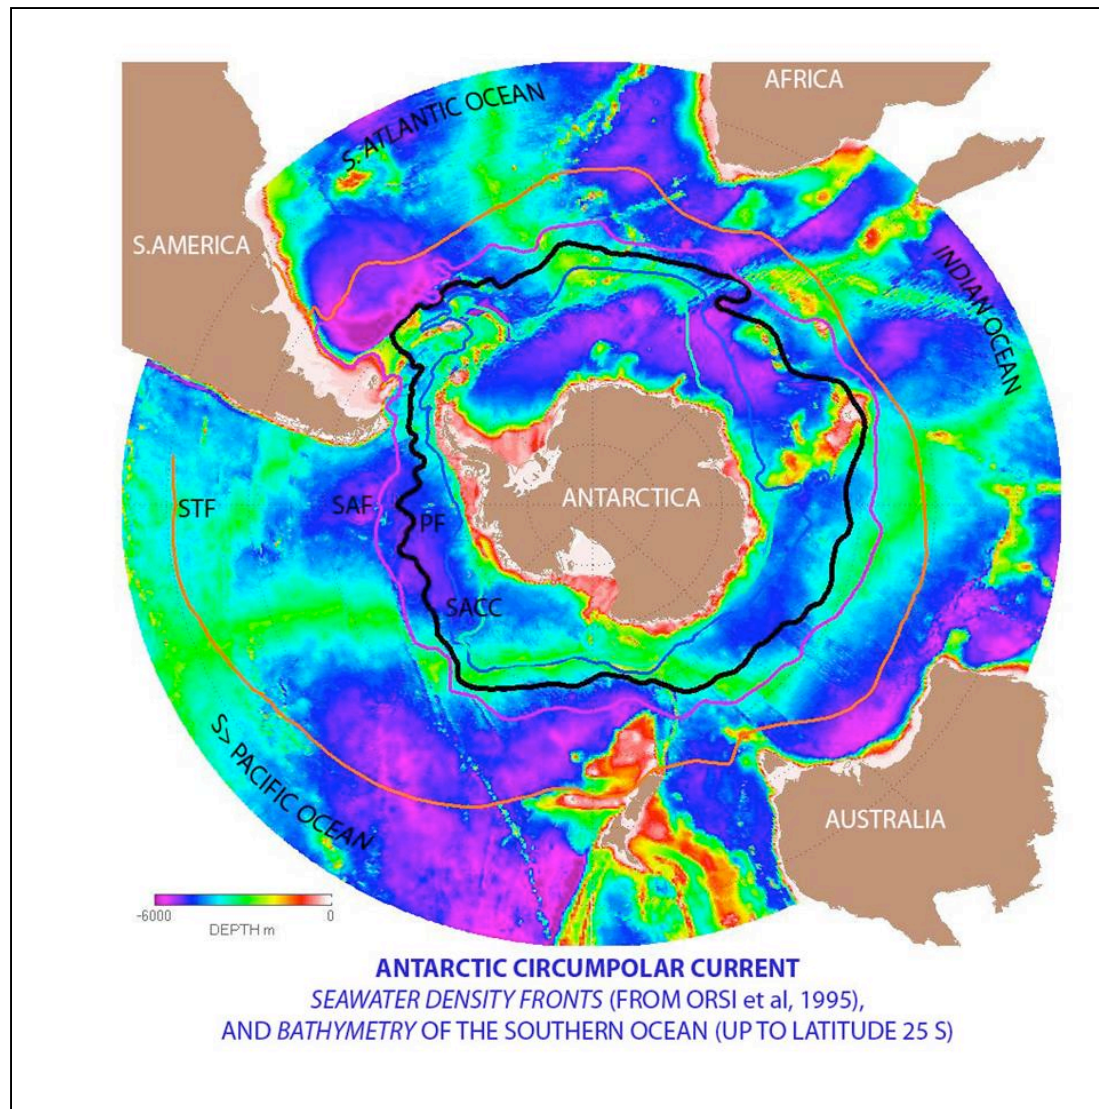 AFRICA
S. ATLANTIC OCEAN
S.AMERICA
INDIAN OCEAN
ANTARCTICA
STF
SAF
PF
SACC
S> PACIFIC OCEAN
AUSTRALIA
-6000 0
DEPTH m
ANTARCTIC CIRCUMPOLAR CURRENT
SEAWATER DENSITY FRONTS (FROM ORSI et al, 1995),
AND BATHYMETRY OF THE SOUTHERN OCEAN (UP TO LATITUDE 25 S)